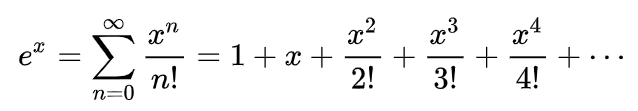 $e^x = \sum_{n=0}^{\infty} \frac{x^n}{n!} = 1 + x + \frac{x^2}{2!} + \frac{x^3}{3!} + \frac{x^4}{4!} + \cdots$